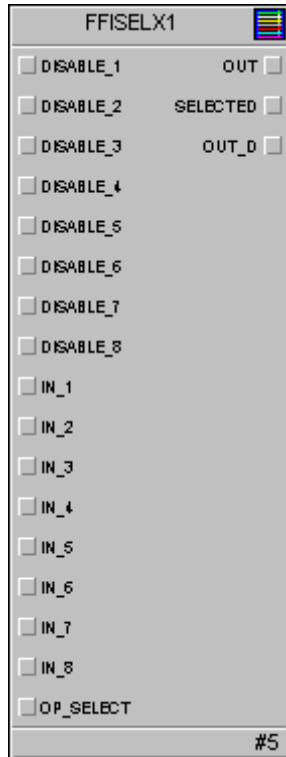 FFISELX1
DISABLE_1 OUT
DISABLE_2 SELECTED
DISABLE_3 OUT_D
DISABLE_4
DISABLE_5
DISABLE_6
DISABLE_7
DISABLE_8
IN_1
IN_2
IN_3
IN_4
IN_5
IN_6
IN_7
IN_8
OP_SELECT
#5